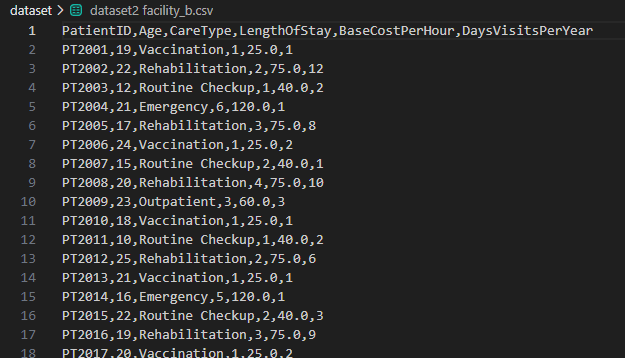 dataset > dataset2 facility_b.csv
1 PatientID,Age,CareType,LengthOfStay,BaseCostPerHour,DaysVisitsPerYear
2 PT2001,19,Vaccination,1,25.0,1
3 PT2002,22,Rehabilitation,2,75.0,12
4 PT2003,12,Routine Checkup,1,40.0,2
5 PT2004,21,Emergency,6,120.0,1
6 PT2005,17,Rehabilitation,3,75.0,8
7 PT2006,24,Vaccination,1,25.0,2
8 PT2007,15,Routine Checkup,2,40.0,1
9 PT2008,20,Rehabilitation,4,75.0,10
10 PT2009,23,Outpatient,3,60.0,3
11 PT2010,18,Vaccination,1,25.0,1
12 PT2011,10,Routine Checkup,1,40.0,2
13 PT2012,25,Rehabilitation,2,75.0,6
14 PT2013,21,Vaccination,1,25.0,1
15 PT2014,16,Emergency,5,120.0,1
16 PT2015,22,Routine Checkup,2,40.0,3
17 PT2016,19,Rehabilitation,3,75.0,9
18 PT2017,20,Vaccination,1,25.0,2